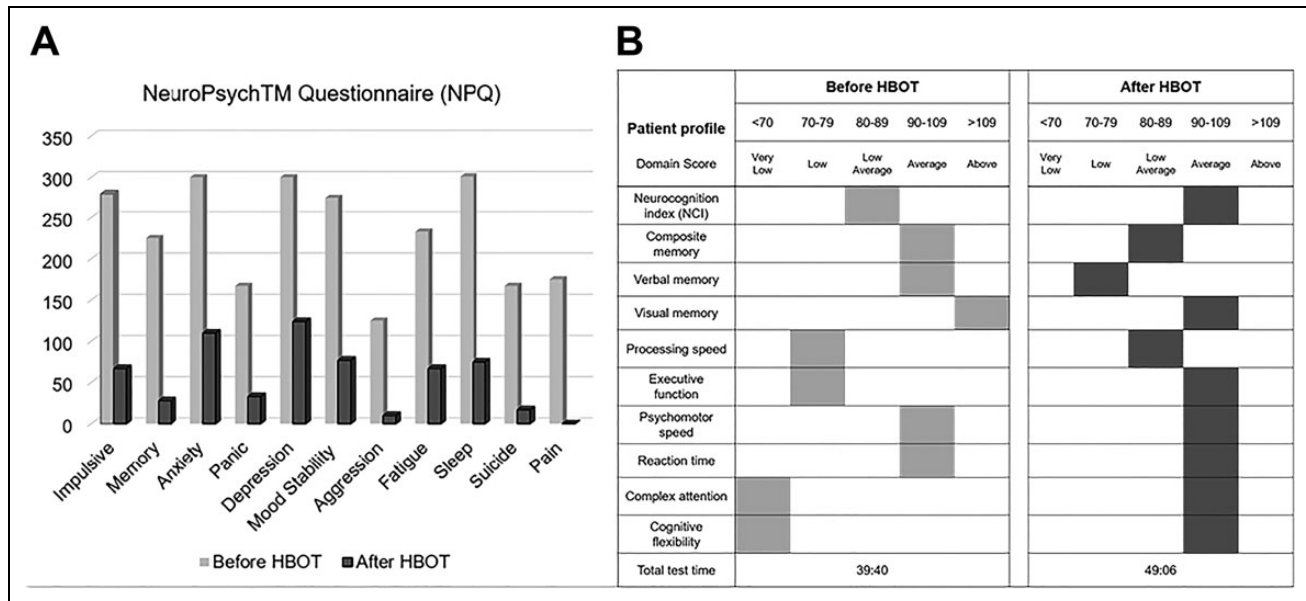 A
NeuroPsychTM Questionnaire (NPQ)
350
300
250
200
150
100
50
0
Impulsive
Memory
Anxiety
Panic
Depression
Mood Stability
Aggression
Fatigue
Sleep
Suicide
Pain
Before HBOT After HBOT
B
Before HBOT After HBOT
Patient profile <70 70-79 80-89 90-109 >109 <70 70-79 80-89 90-109 >109
Domain Score Very Low Low Low Average Average Above Very Low Low Low Average Average Above
Neurocognition
index (NCI)
Composite
memory
Verbal memory
Visual memory
Processing speed
Executive
function
Psychomotor
speed
Reaction time
Complex attention
Cognitive
flexibility
Total test time 39:40 49:06